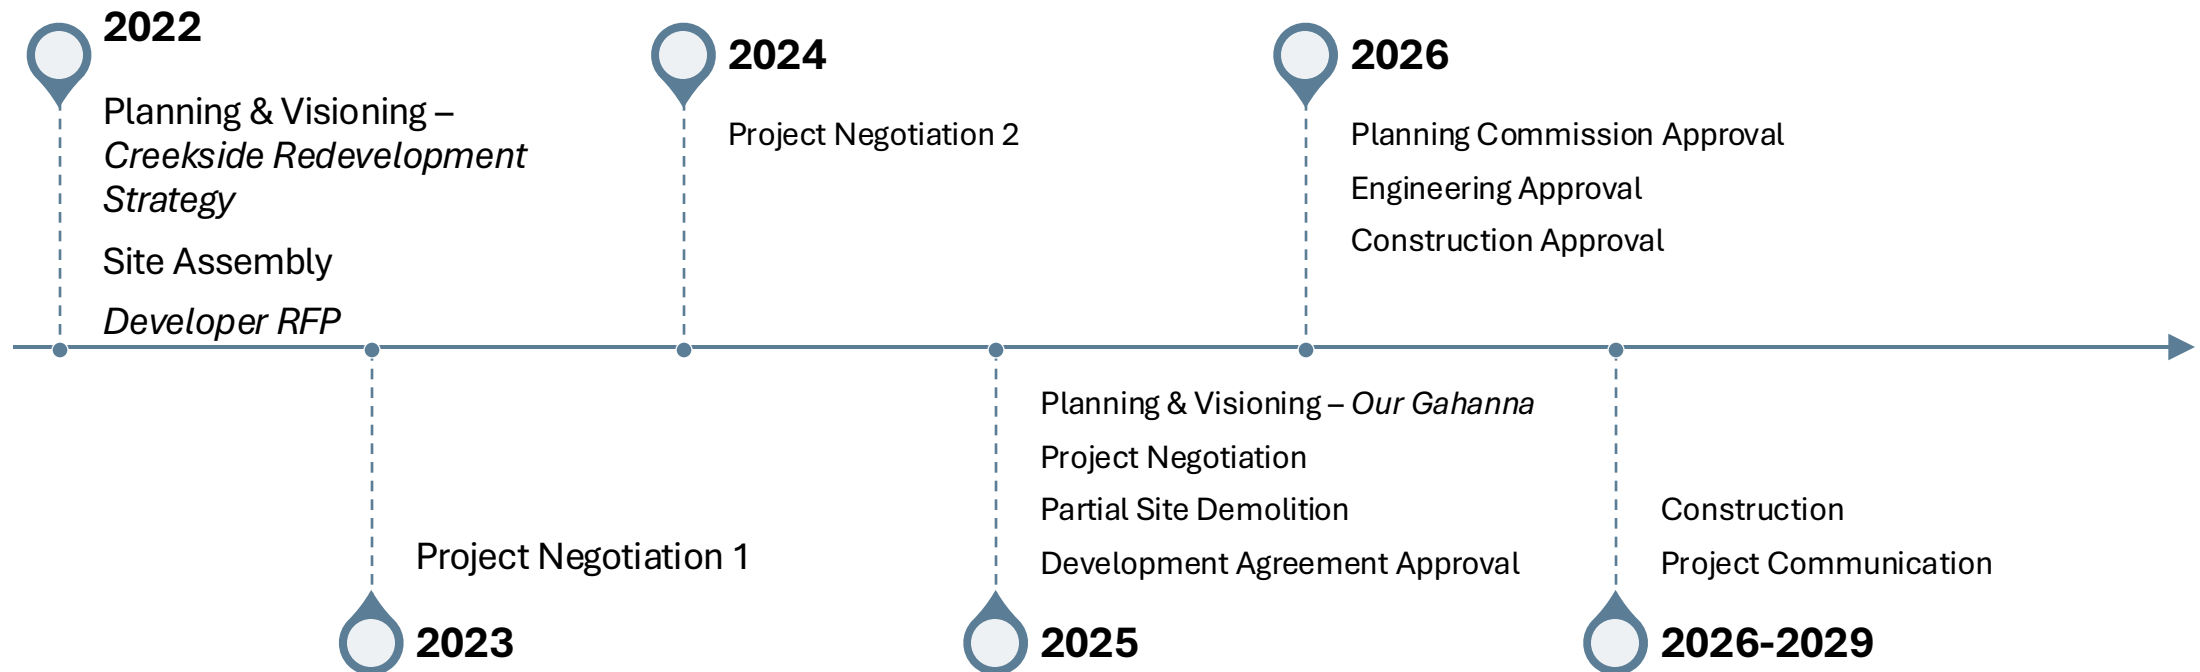 2022
Planning & Visioning –
Creekside Redevelopment
Strategy
Site Assembly
Developer RFP
Project Negotiation 1
2023
2024
Project Negotiation 2
Planning & Visioning – Our Gahanna
Project Negotiation
Partial Site Demolition
Development Agreement Approval
2025
2026
Planning Commission Approval
Engineering Approval
Construction Approval
Construction
Project Communication
2026-2029